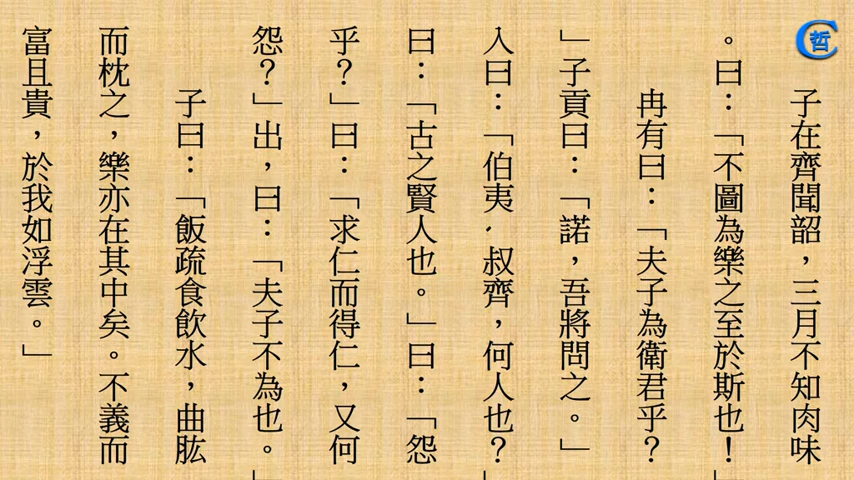 子在齊聞韶，三月不知肉味
。曰：「不圖為樂之至於斯也！」
冉有曰：「夫子為衛君乎？
」子貢曰：「諾，吾將問之。」
入曰：「伯夷、叔齊，何人也？」
曰：「古之賢人也。」曰：「怨
乎？」曰：「求仁而得仁，又何
怨？」出，曰：「夫子不為也。」
子曰：「飯疏食飲水，曲肱
而枕之，樂亦在其中矣。不義而
富且貴，於我如浮雲。」
C哲